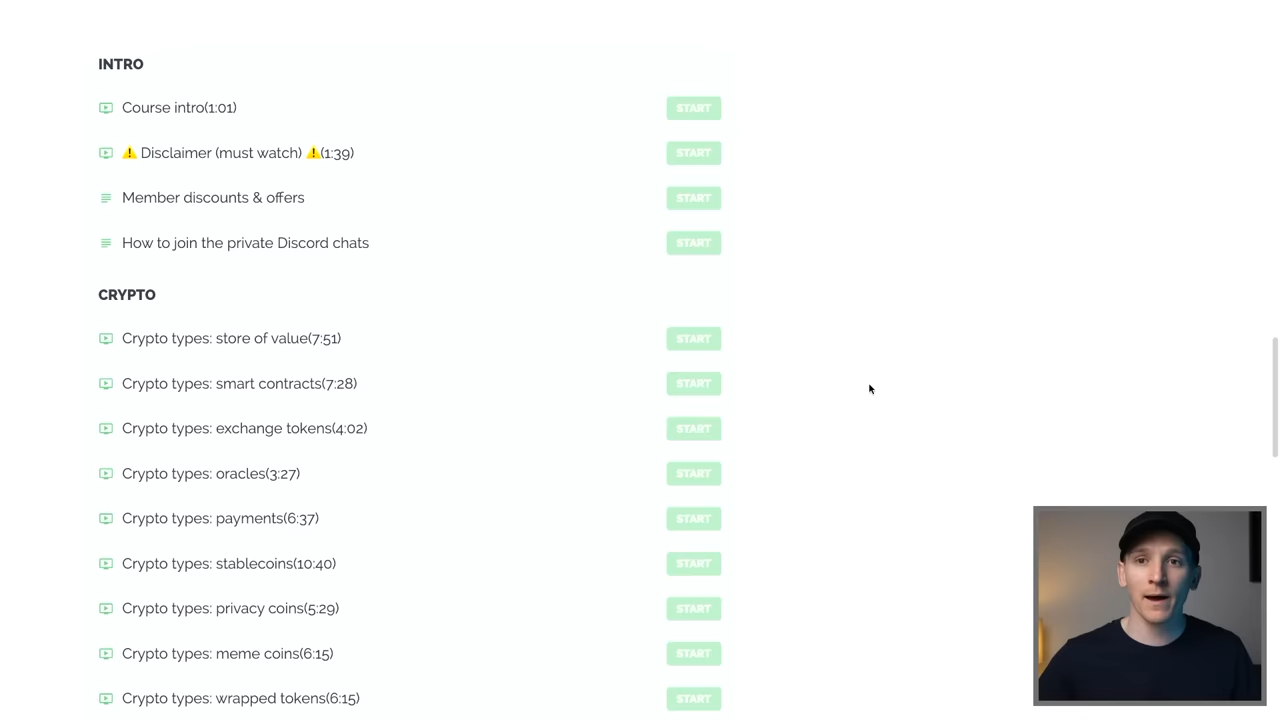 INTRO
Course intro(1:01)
START
⚠️ Disclaimer (must watch) ⚠️(1:39)
START
Member discounts & offers
START
How to join the private Discord chats
START
CRYPTO
Crypto types: store of value(7:51)
START
Crypto types: smart contracts(7:28)
START
Crypto types: exchange tokens(4:02)
START
Crypto types: oracles(3:27)
START
Crypto types: payments(6:37)
START
Crypto types: stablecoins(10:40)
START
Crypto types: privacy coins(5:29)
START
Crypto types: meme coins(6:15)
START
Crypto types: wrapped tokens(6:15)
START